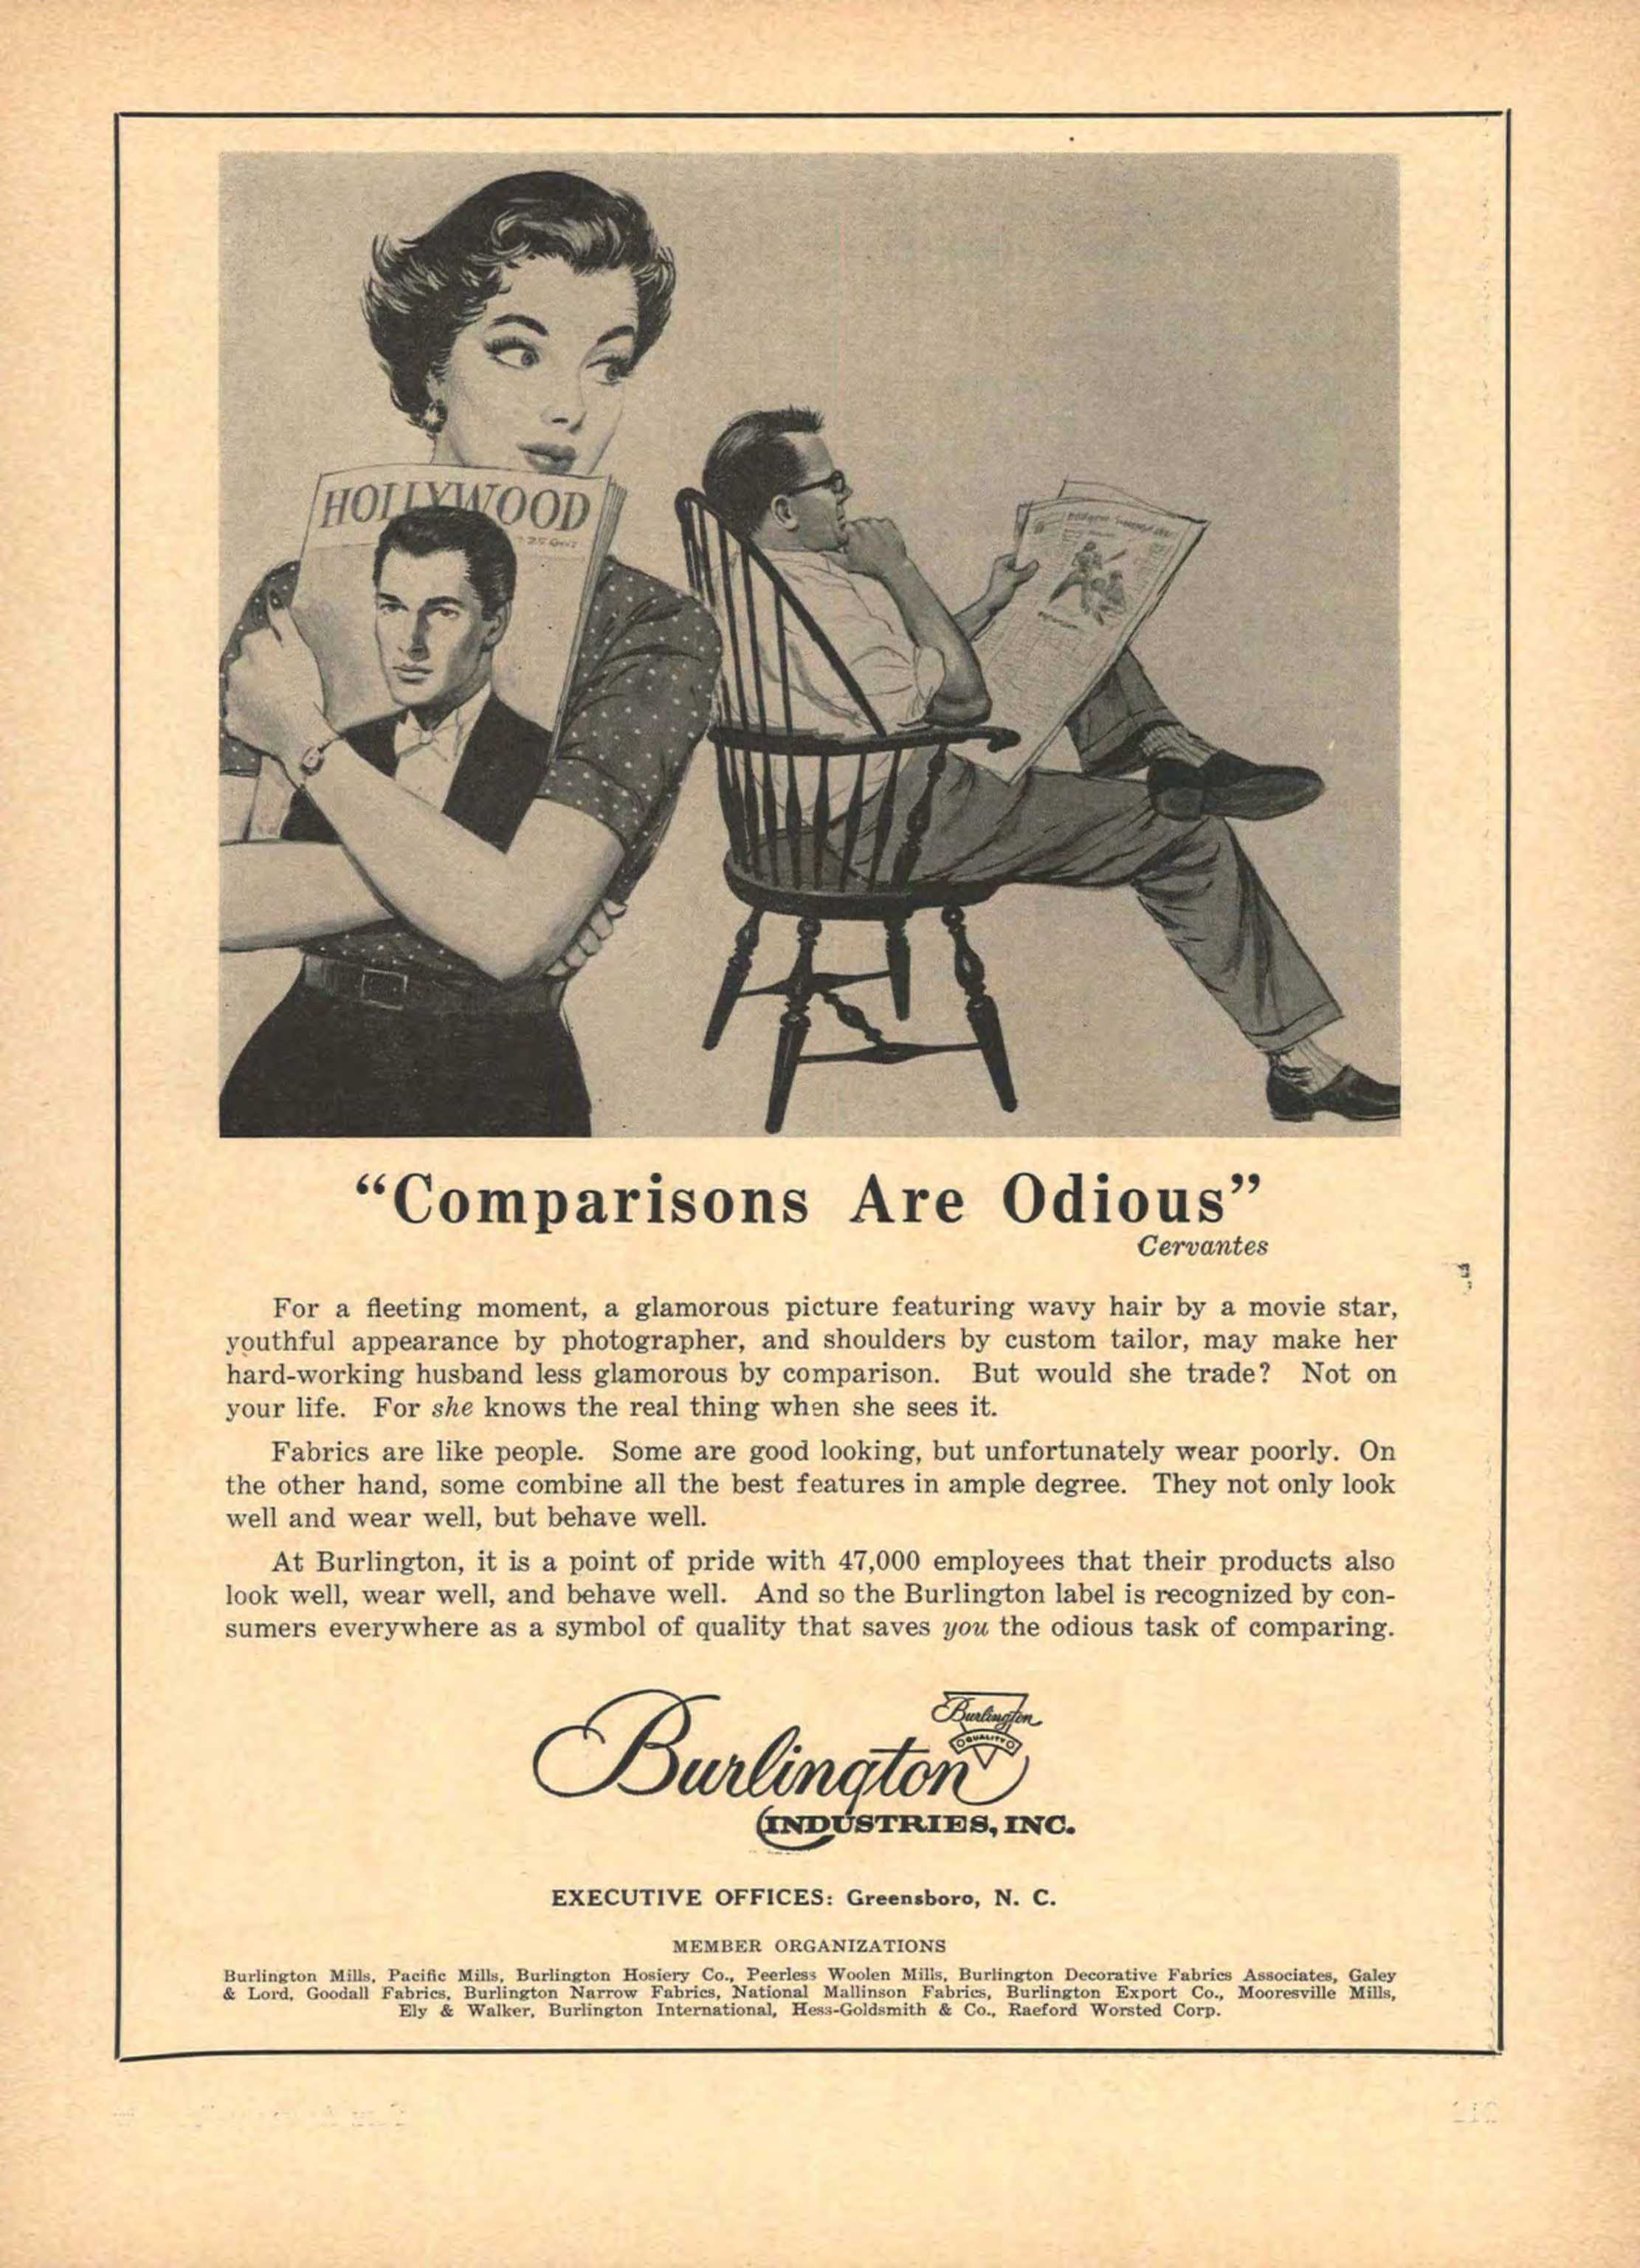 HOLLYWOOD
"Comparisons Are Odious"
Cervantes
For a fleeting moment, a glamorous picture featuring wavy hair by a movie star,
youthful appearance by photographer, and shoulders by custom tailor, may make her
hard-working husband less glamorous by comparison. But would she trade? Not on
your life. For she knows the real thing when she sees it.
Fabrics are like people. Some are good looking, but unfortunately wear poorly. On
the other hand, some combine all the best features in ample degree. They not only look
well and wear well, but behave well.
At Burlington, it is a point of pride with 47,000 employees that their products also
look well, wear well, and behave well. And so the Burlington label is recognized by con-
sumers everywhere as a symbol of quality that saves you the odious task of comparing.
Burlington
QUALITY
Burlington
INDUSTRIES, INC.
EXECUTIVE OFFICES: Greensboro, N. C.
MEMBER ORGANIZATIONS
Burlington Mills, Pacific Mills, Burlington Hosiery Co., Peerless Woolen Mills, Burlington Decorative Fabrics Associates, Galey
& Lord, Goodall Fabrics, Burlington Narrow Fabrics, National Mallinson Fabrics, Burlington Export Co., Mooresville Mills,
Ely & Walker, Burlington International, Hess-Goldsmith & Co., Raeford Worsted Corp.